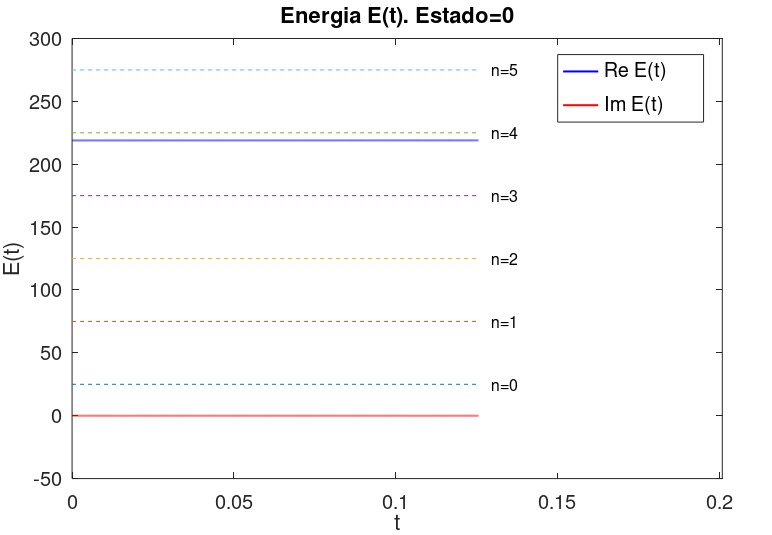 Energia E(t). Estado=0
300
250
200
150
100
50
0
-50
E(t)
n=5
n=4
n=3
n=2
n=1
n=0
Re E(t)
Im E(t)
0
0.05
0.1
0.15
0.2
t